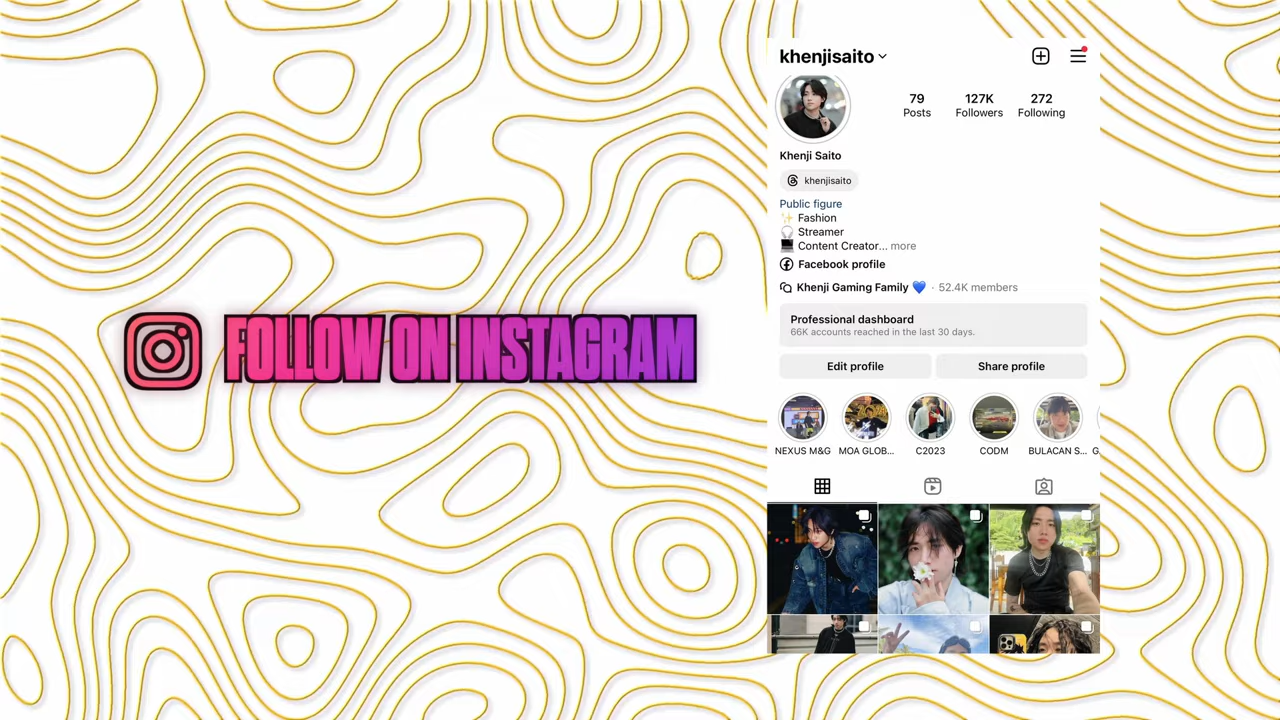 FOLLOW ON INSTAGRAM
khenjisaito
79
127K
272
Posts
Followers
Following
Khenji Saito
khenjisaito
Public figure
✨ Fashion
🎧 Streamer
💻 Content Creator... more
Facebook profile
Khenji Gaming Family 💙 · 52.4K members
Professional dashboard
66K accounts reached in the last 30 days.
Edit profile
Share profile
NEXUS M&G
MOA GLOB...
C2023
CODM
BULACAN S...
G